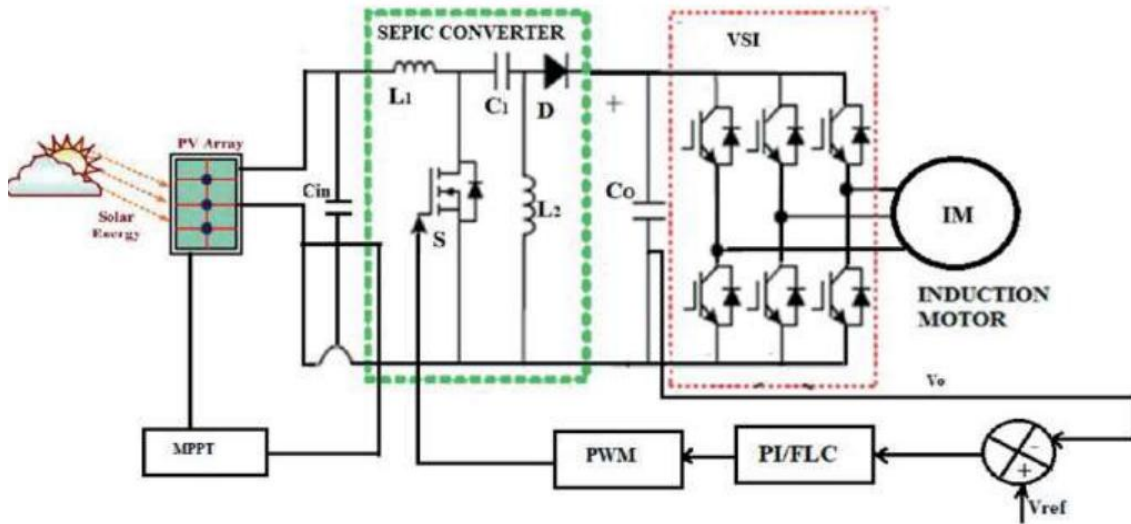 SEPIC CONVERTER
VSI
L1
C1
D
+
PV Array
Cin
Solar
Energy
S
L2
CO
IM
INDUCTION
MOTOR
Vo
MPPT
PWM
PI/FLC
-
+
Vref